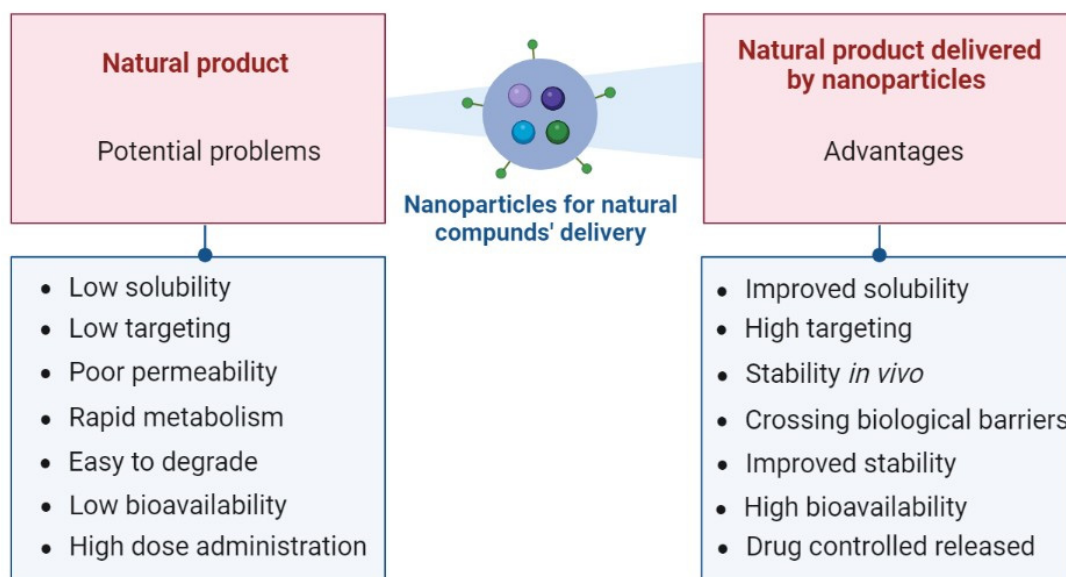 Natural product
Potential problems
Nanoparticles for natural
compunds' delivery
Natural product delivered
by nanoparticles
Advantages
• Low solubility
• Low targeting
• Poor permeability
• Rapid metabolism
• Easy to degrade
• Low bioavailability
• High dose administration
• Improved solubility
• High targeting
• Stability in vivo
• Crossing biological barriers
• Improved stability
• High bioavailability
• Drug controlled released